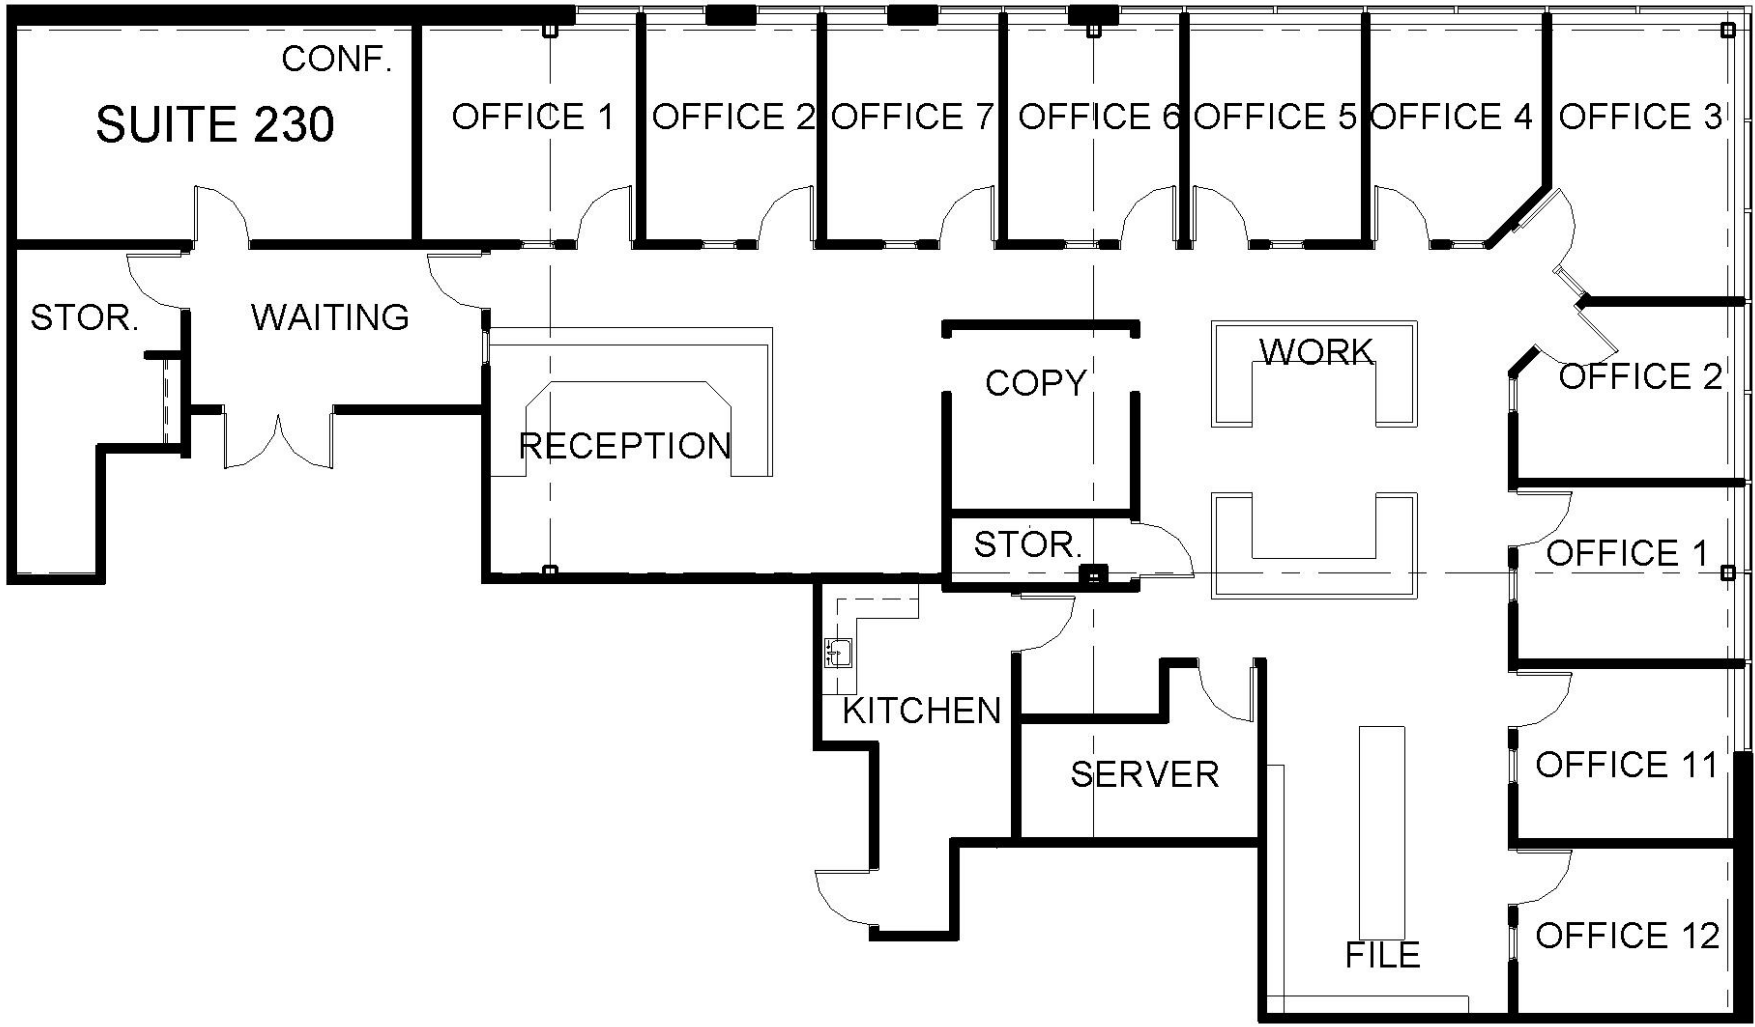 CONF.
SUITE 230
OFFICE 1
OFFICE 2
OFFICE 7
OFFICE 6
OFFICE 5
OFFICE 4
OFFICE 3
STOR.
WAITING
RECEPTION
COPY
WORK
OFFICE 2
STOR.
OFFICE 1
KITCHEN
SERVER
OFFICE 11
FILE
OFFICE 12